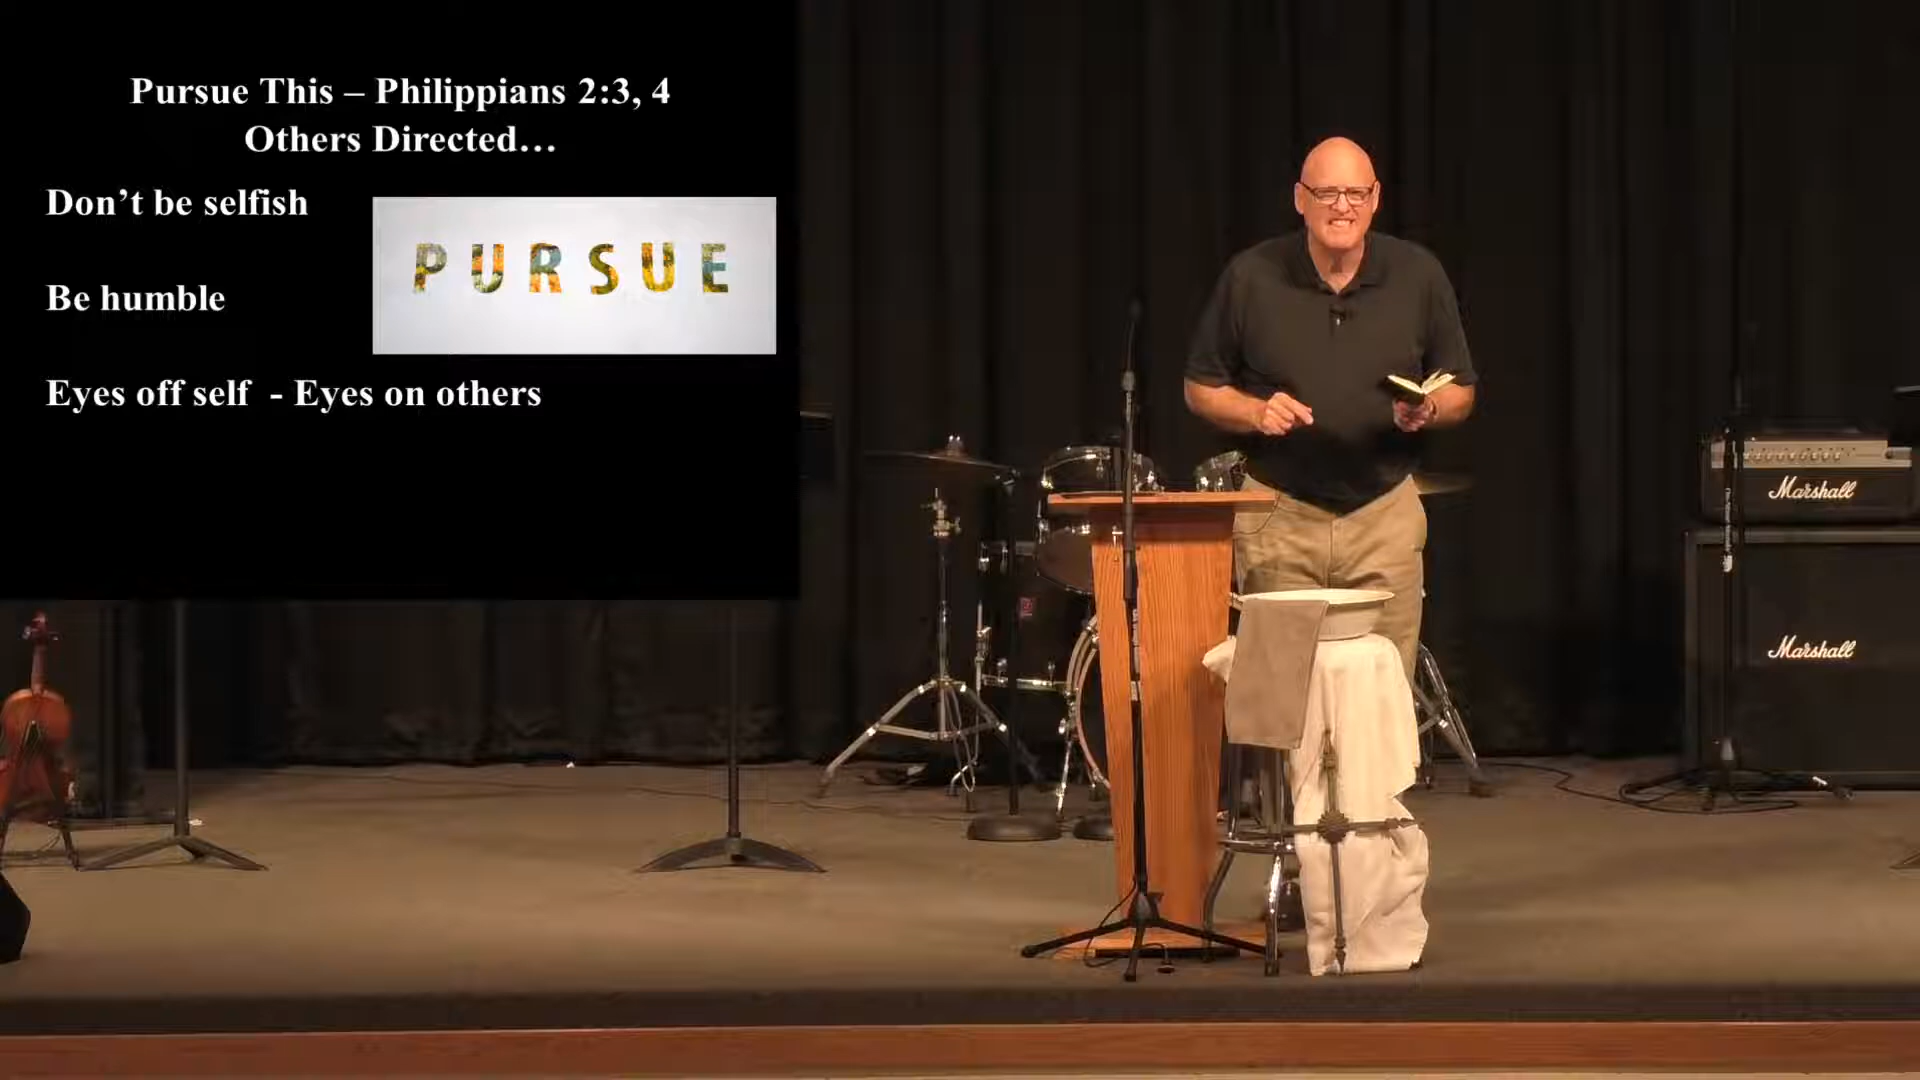 Pursue This – Philippians 2:3, 4
Others Directed…
Don’t be selfish
PURSUE
Be humble
Eyes off self  - Eyes on others
Marshall
Marshall